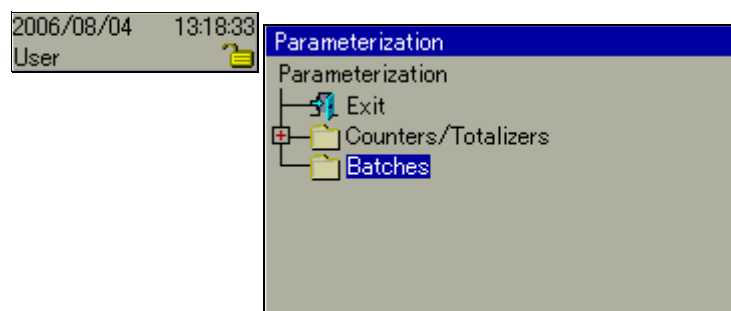 2006/08/04 13:18:33
User
Parameterization
Parameterization
Exit
Counters/Totalizers
Batches